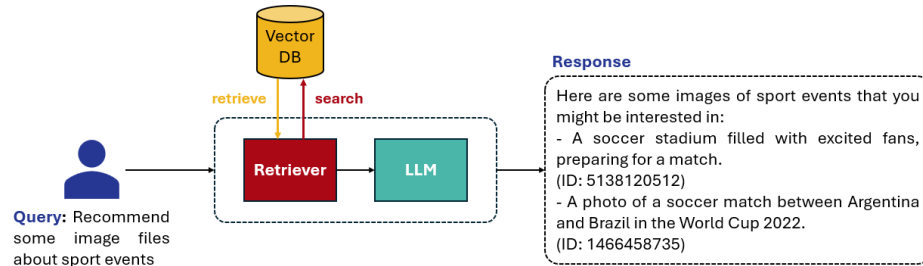 Vector
DB
retrieve
search
Retriever
LLM
Query: Recommend
some image files
about sport events
Response
Here are some images of sport events that you
might be interested in:
- A soccer stadium filled with excited fans,
preparing for a match.
(ID: 5138120512)
- A photo of a soccer match between Argentina
and Brazil in the World Cup 2022.
(ID: 1466458735)